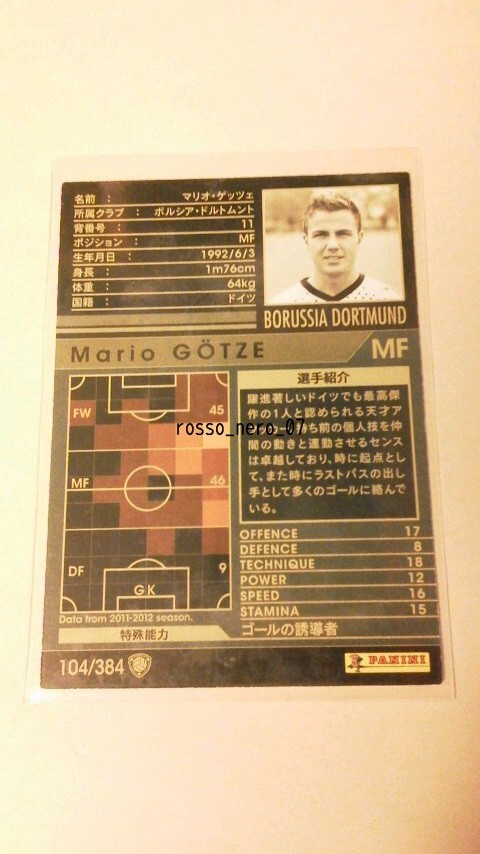 名前 : マリオ・ゲッツェ
所属クラブ : ボルシア・ドルトムント
背番号 : 11
ポジション : MF
生年月日 : 1992/6/3
身長 : 1m76cm
体重 : 64kg
国籍 : ドイツ
BORUSSIA DORTMUND
Mario GÖTZE
MF
FW 45
MF 46
DF 9
GK
Data from 2011-2012 season.
選手紹介
躍進著しいドイツでも最高傑
作の1人と認められる天才ア
持ち前の個人技を仲
間の動きと連動させるセンス
は卓越しており、時に起点とし
て、また時にラストパスの出し
手として多くのゴールに絡んで
いる。
rosso_nero_07
OFFENCE 17
DEFENCE 8
TECHNIQUE 18
POWER 12
SPEED 16
STAMINA 15
特殊能力 ゴールの誘導者
104/384
PANINI